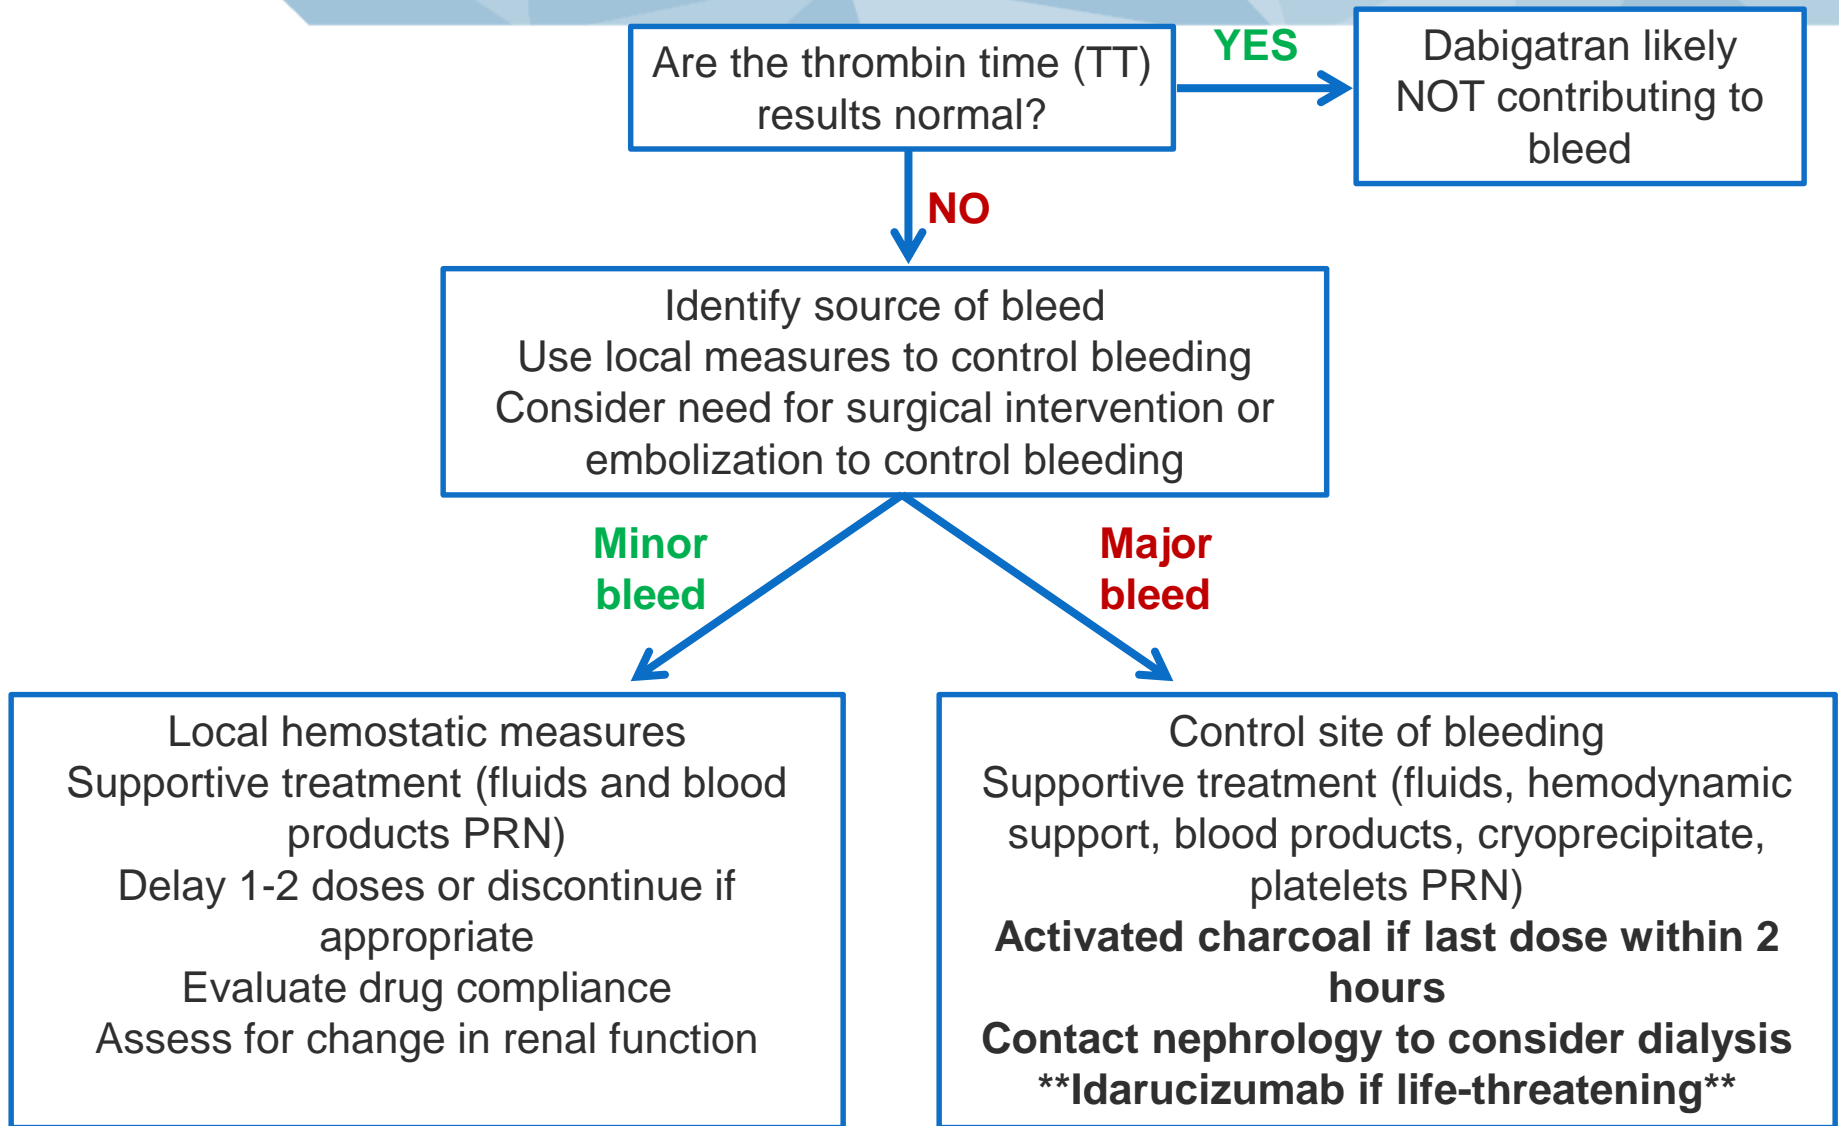 Are the thrombin time (TT)
results normal?
YES
Dabigatran likely
NOT contributing to
bleed
NO
Identify source of bleed
Use local measures to control bleeding
Consider need for surgical intervention or
embolization to control bleeding
Minor
bleed
Major
bleed
Local hemostatic measures
Supportive treatment (fluids and blood
products PRN)
Delay 1-2 doses or discontinue if
appropriate
Evaluate drug compliance
Assess for change in renal function
Control site of bleeding
Supportive treatment (fluids, hemodynamic
support, blood products, cryoprecipitate,
platelets PRN)
Activated charcoal if last dose within 2
hours
Contact nephrology to consider dialysis
**Idarucizumab if life-threatening**